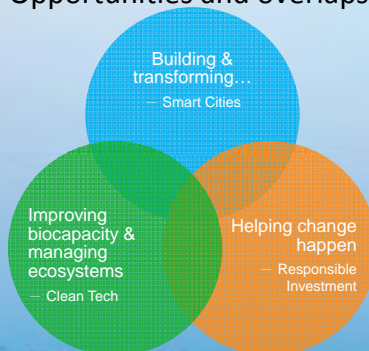 Opportunities and overlaps
Building &
transforming…
– Smart Cities
Improving
biocapacity &
managing
ecosystems
– Clean Tech
Helping change
happen
– Responsible
Investment